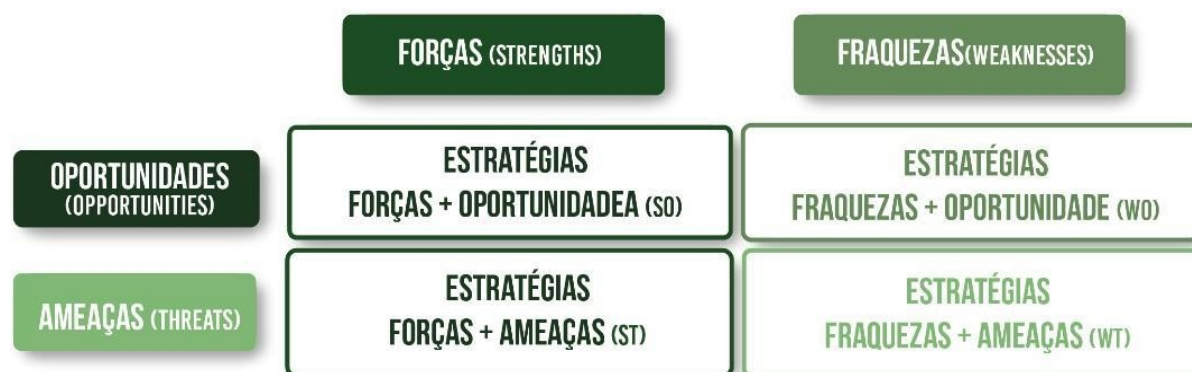 FORÇAS (STRENGTHS)
FRAQUEZAS(WEAKNESSES)
OPORTUNIDADES
(OPPORTUNITIES)
ESTRATÉGIAS
FORÇAS + OPORTUNIDADEA (SO)
ESTRATÉGIAS
FRAQUEZAS + OPORTUNIDADE (WO)
AMEAÇAS (THREATS)
ESTRATÉGIAS
FORÇAS + AMEAÇAS (ST)
ESTRATÉGIAS
FRAQUEZAS + AMEAÇAS (WT)